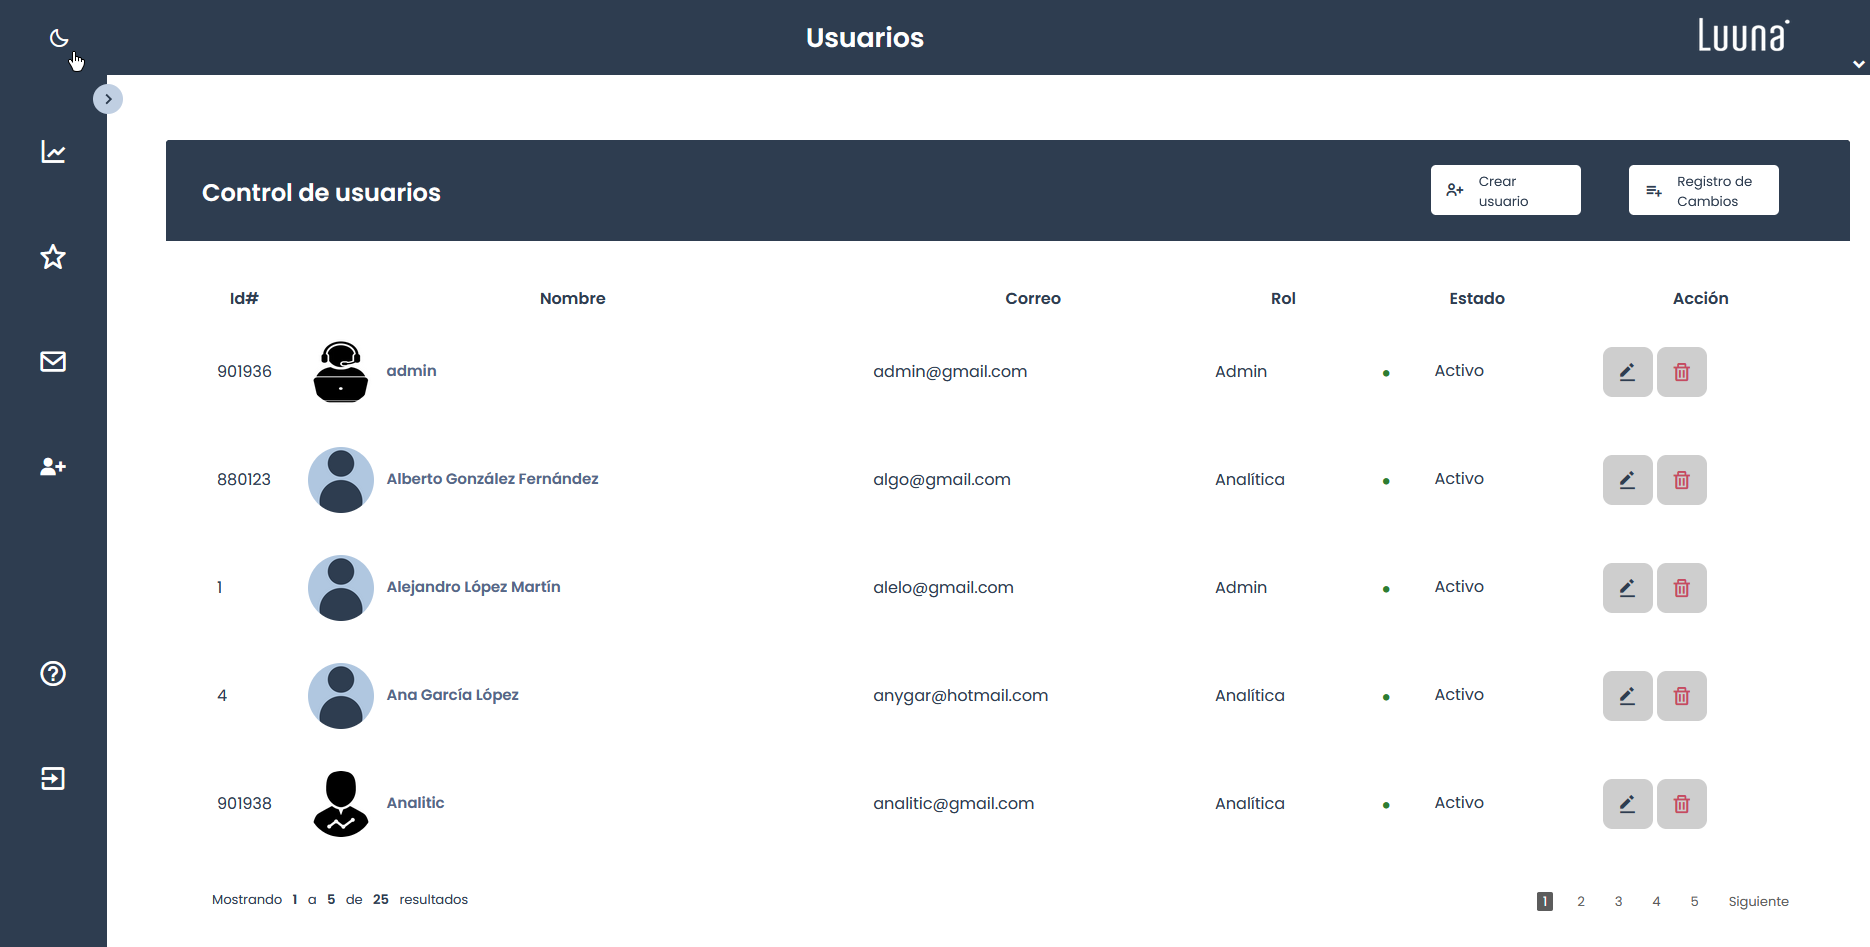 Usuarios
Luuna
Control de usuarios
Crear
usuario
Registro de
Cambios
Id# Nombre Correo Rol Estado Acción
901936 admin admin@gmail.com Admin Activo
880123 Alberto González Fernández algo@gmail.com Analítica Activo
1 Alejandro López Martín alelo@gmail.com Admin Activo
4 Ana García López anygar@hotmail.com Analítica Activo
901938 Analitic analitic@gmail.com Analítica Activo
Mostrando 1 a 5 de 25 resultados
1 2 3 4 5 Siguiente